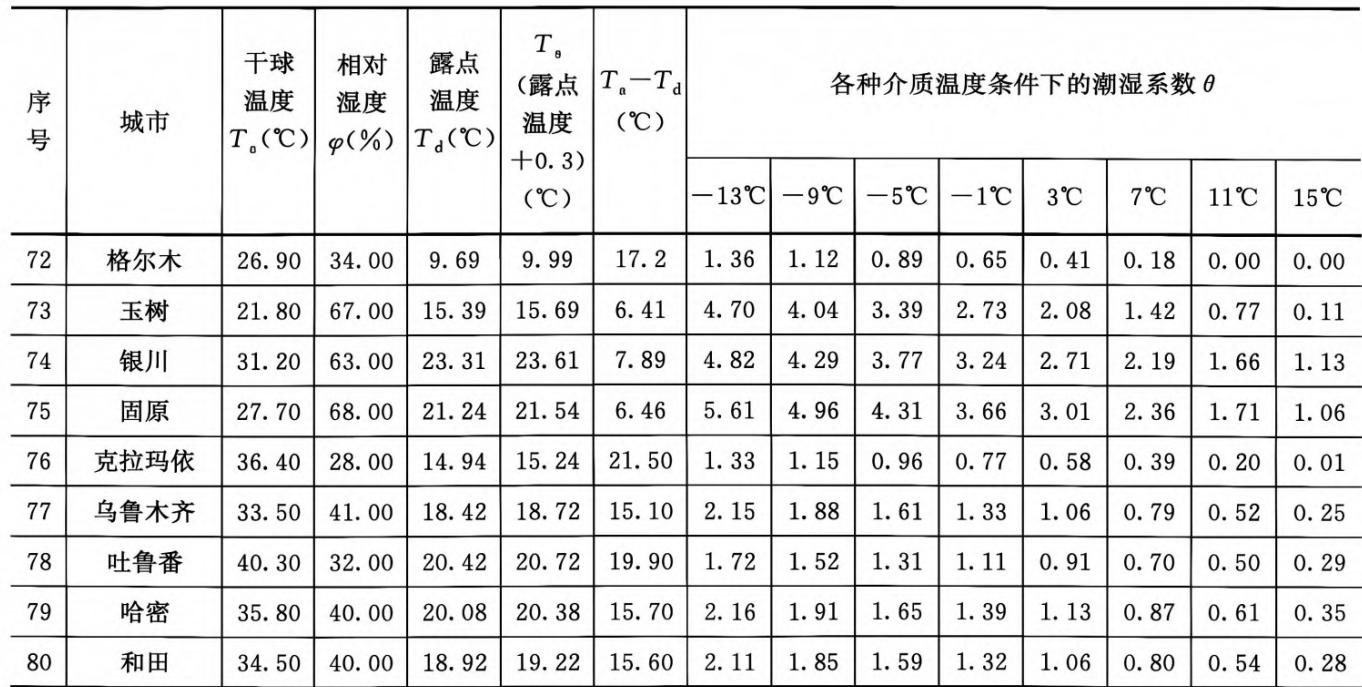 序号 城市 干球温度 Tₐ(℃) 相对湿度 φ(%) 露点温度 T_d(℃) Tₛ(露点温度+0.3)(℃) Tₐ−T_d(℃) 各种介质温度条件下的潮湿系数 θ
−13℃ −9℃ −5℃ −1℃ 3℃ 7℃ 11℃ 15℃
72 格尔木 26.90 34.00 9.69 9.99 17.2 1.36 1.12 0.89 0.65 0.41 0.18 0.00 0.00
73 玉树 21.80 67.00 15.39 15.69 6.41 4.70 4.04 3.39 2.73 2.08 1.42 0.77 0.11
74 银川 31.20 63.00 23.31 23.61 7.89 4.82 4.29 3.77 3.24 2.71 2.19 1.66 1.13
75 固原 27.70 68.00 21.24 21.54 6.46 5.61 4.96 4.31 3.66 3.01 2.36 1.71 1.06
76 克拉玛依 36.40 28.00 14.94 15.24 21.50 1.33 1.15 0.96 0.77 0.58 0.39 0.20 0.01
77 乌鲁木齐 33.50 41.00 18.42 18.72 15.10 2.15 1.88 1.61 1.33 1.06 0.79 0.52 0.25
78 吐鲁番 40.30 32.00 20.42 20.72 19.90 1.72 1.52 1.31 1.11 0.91 0.70 0.50 0.29
79 哈密 35.80 40.00 20.08 20.38 15.70 2.16 1.91 1.65 1.39 1.13 0.87 0.61 0.35
80 和田 34.50 40.00 18.92 19.22 15.60 2.11 1.85 1.59 1.32 1.06 0.80 0.54 0.28